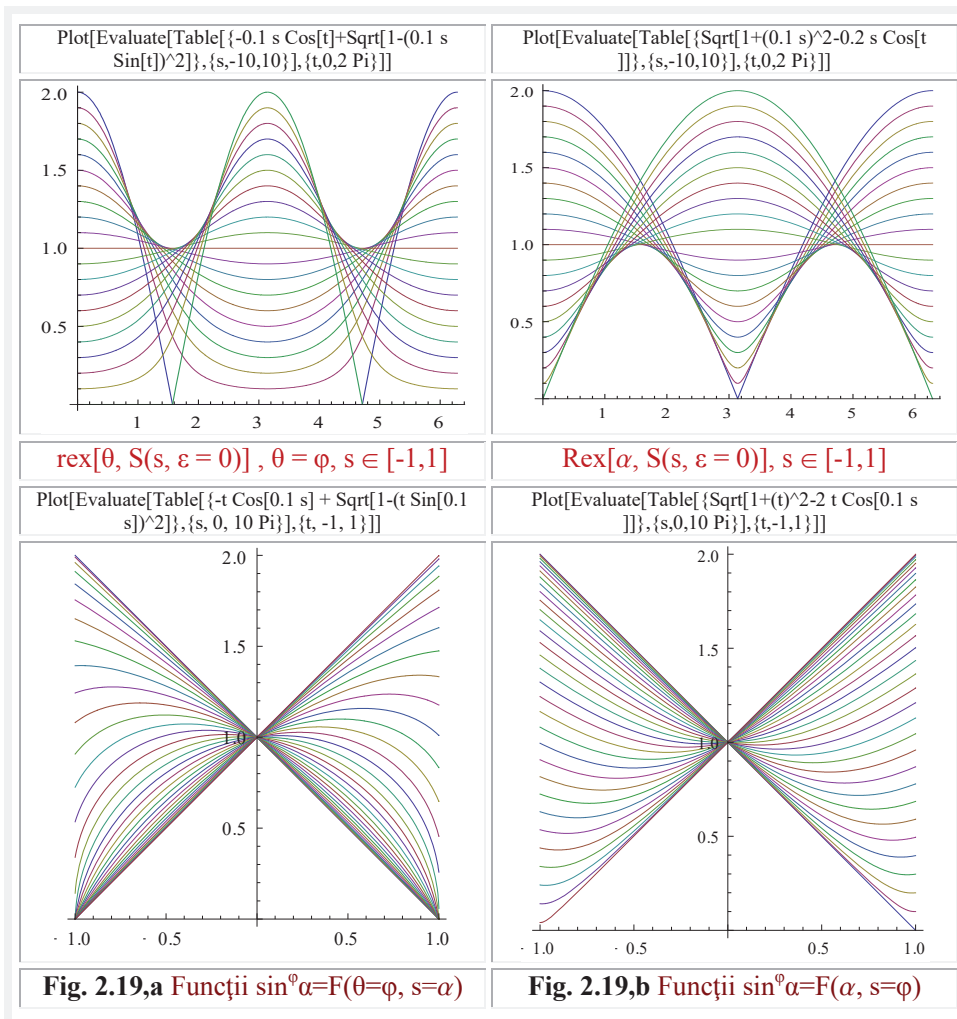 Plot[Evaluate[Table[{-0.1 s Cos[t]+Sqrt[1-(0.1 s
Sin[t])^2]},{s,-10,10}],{t,0,2 Pi}]]
Plot[Evaluate[Table[{Sqrt[1+(0.1 s)^2-0.2 s Cos[t
]]},{s,-10,10}],{t,0,2 Pi}]]
2.0
1.5
1.0
0.5
1 2 3 4 5 6
2.0
1.5
1.0
0.5
1 2 3 4 5 6
rex[θ, S(s, ε = 0)] , θ = φ, s ∈ [-1,1]
Rex[α, S(s, ε = 0)], s ∈ [-1,1]
Plot[Evaluate[Table[{-t Cos[0.1 s] + Sqrt[1-(t Sin[0.1
s])^2]},{s, 0, 10 Pi}],{t, -1, 1}]]
Plot[Evaluate[Table[{Sqrt[1+(t)^2-2 t Cos[0.1 s
]]},{s,0,10 Pi}],{t,-1,1}]]
2.0
1.5
1.0
0.5
- 1.0 - 0.5 0.5 1.0
2.0
1.5
1.0
0.5
- 1.0 - 0.5 0.5 1.0
Fig. 2.19,a Funcţii sin^φα=F(θ=φ, s=α)
Fig. 2.19,b Funcţii sin^φα=F(α, s=φ)